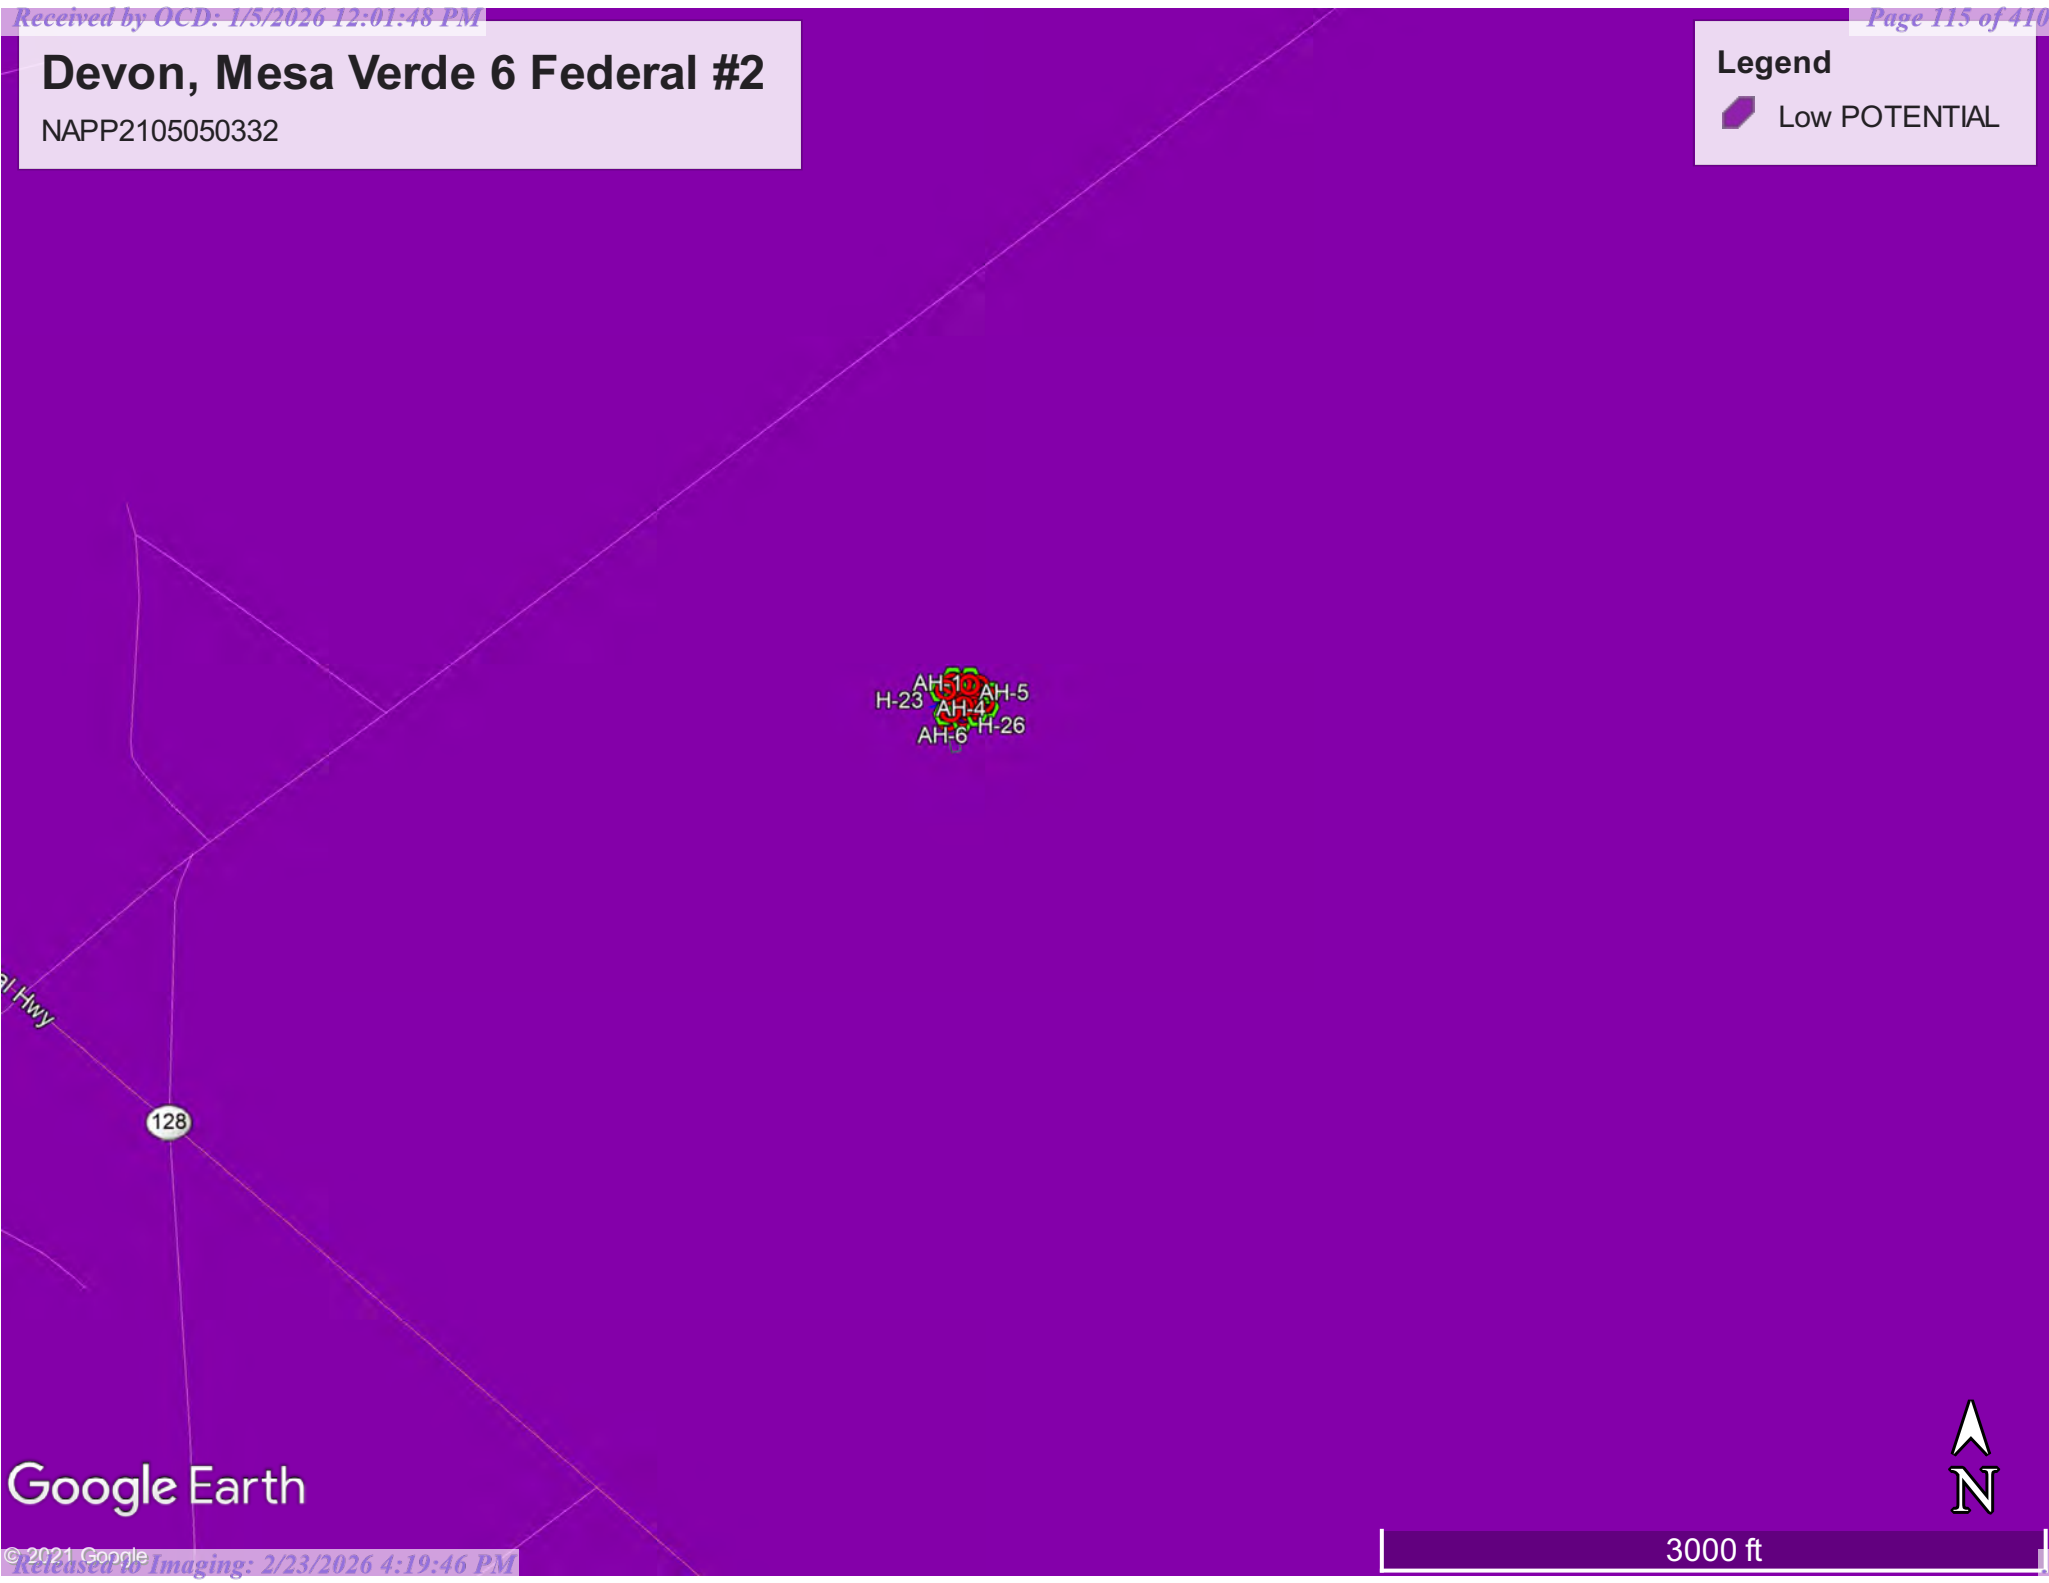 Received by OCD: 1/5/2026 12:01:48 PM
Page 115 of 410
Devon, Mesa Verde 6 Federal #2
NAPP2105050332
Legend
Low POTENTIAL
AH-1
AH-5
H-23
AH-4
H-26
AH-6
al Hwy
128
Google Earth
N
3000 ft
© 2021 Google
Released to Imaging: 2/23/2026 4:19:46 PM